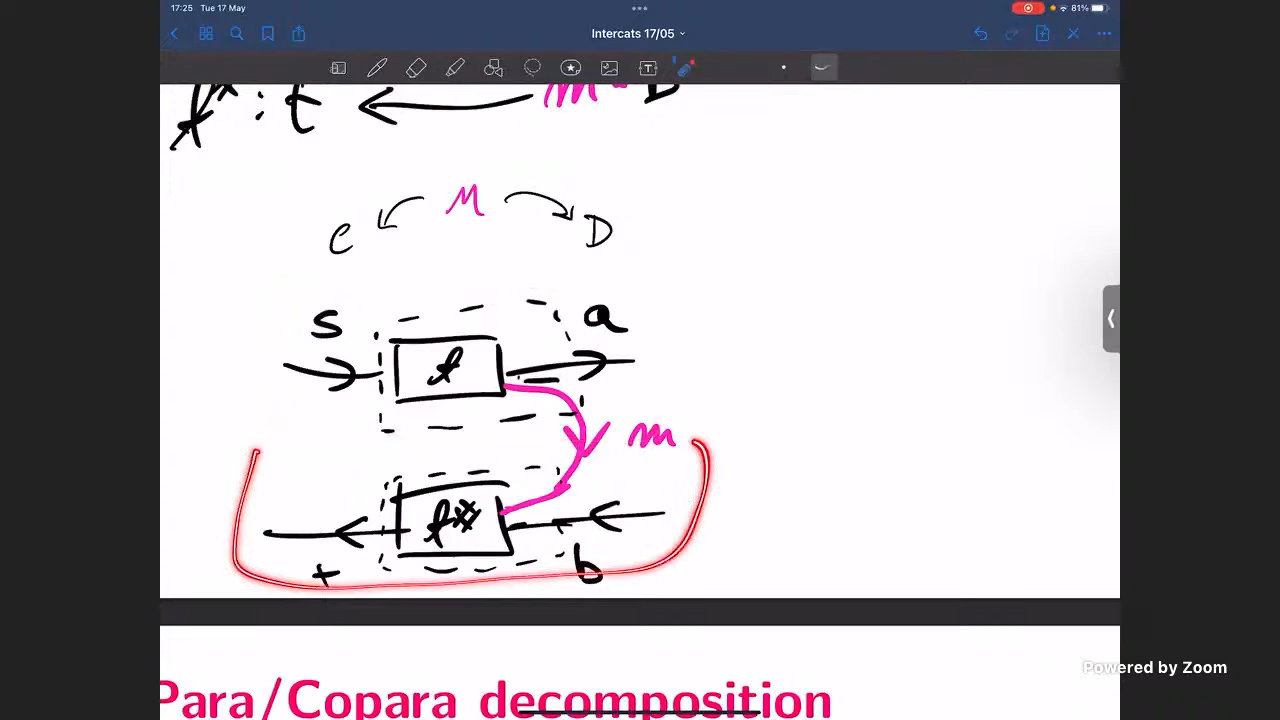 17:25 Tue 17 May
81%
Intercats 17/05
f# : t ← m • B
M
C D
s a
f
m
f#
t b
Powered by Zoom
Para/Copara decomposition